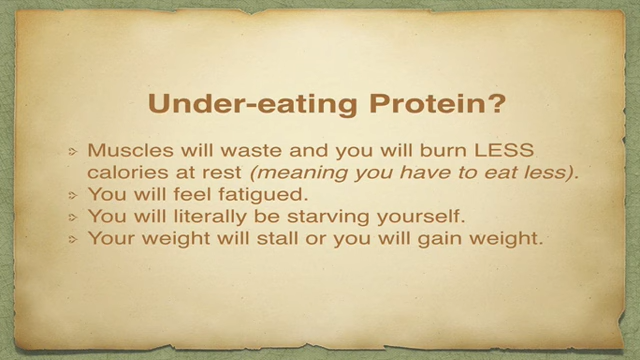 Under-eating Protein?
Muscles will waste and you will burn LESS
calories at rest (meaning you have to eat less).
You will feel fatigued.
You will literally be starving yourself.
Your weight will stall or you will gain weight.